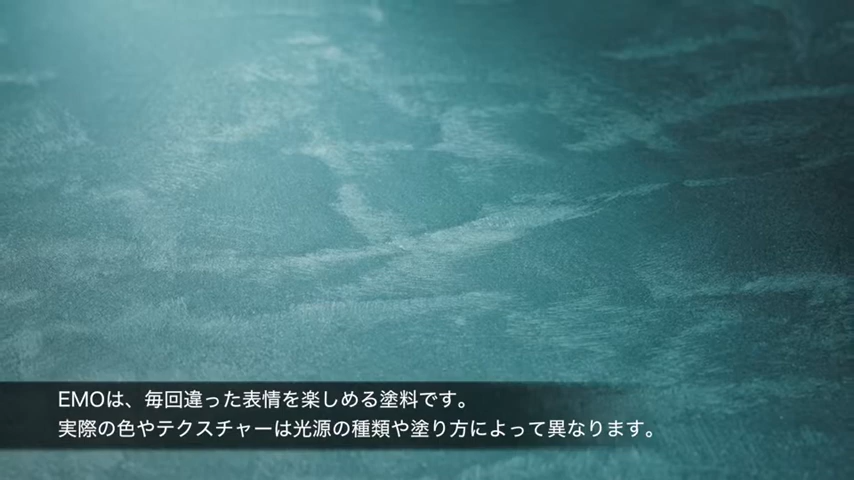 EMOは、毎回違った表情を楽しめる塗料です。
実際の色やテクスチャーは光源の種類や塗り方によって異なります。